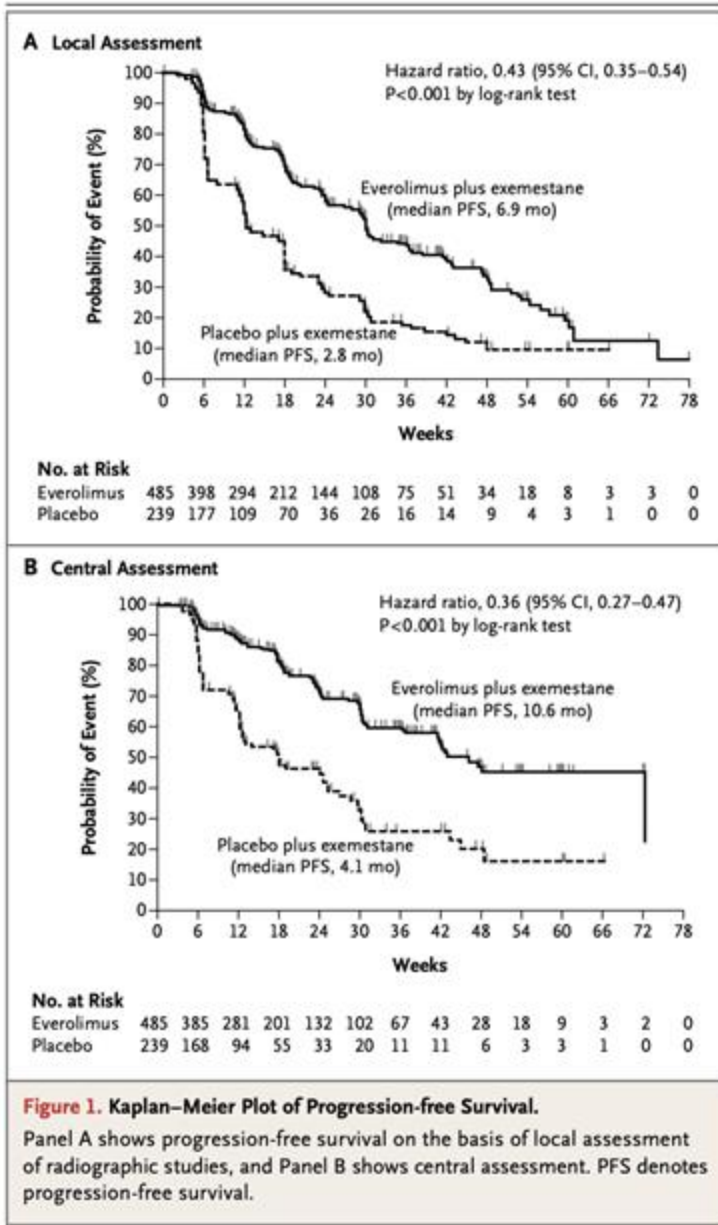 A Local Assessment
Hazard ratio, 0.43 (95% CI, 0.35–0.54)
P<0.001 by log-rank test
Probability of Event (%)
100
90
80
70
60
50
40
30
20
10
0
Everolimus plus exemestane
(median PFS, 6.9 mo)
Placebo plus exemestane
(median PFS, 2.8 mo)
0 6 12 18 24 30 36 42 48 54 60 66 72 78
Weeks
No. at Risk
Everolimus 485 398 294 212 144 108 75 51 34 18 8 3 3 0
Placebo 239 177 109 70 36 26 16 14 9 4 3 1 0 0
B Central Assessment
Hazard ratio, 0.36 (95% CI, 0.27–0.47)
P<0.001 by log-rank test
Probability of Event (%)
100
90
80
70
60
50
40
30
20
10
0
Everolimus plus exemestane
(median PFS, 10.6 mo)
Placebo plus exemestane
(median PFS, 4.1 mo)
0 6 12 18 24 30 36 42 48 54 60 66 72 78
Weeks
No. at Risk
Everolimus 485 385 281 201 132 102 67 43 28 18 9 3 2 0
Placebo 239 168 94 55 33 20 11 11 6 3 3 1 0 0
Figure 1. Kaplan–Meier Plot of Progression-free Survival.
Panel A shows progression-free survival on the basis of local assessment
of radiographic studies, and Panel B shows central assessment. PFS denotes
progression-free survival.